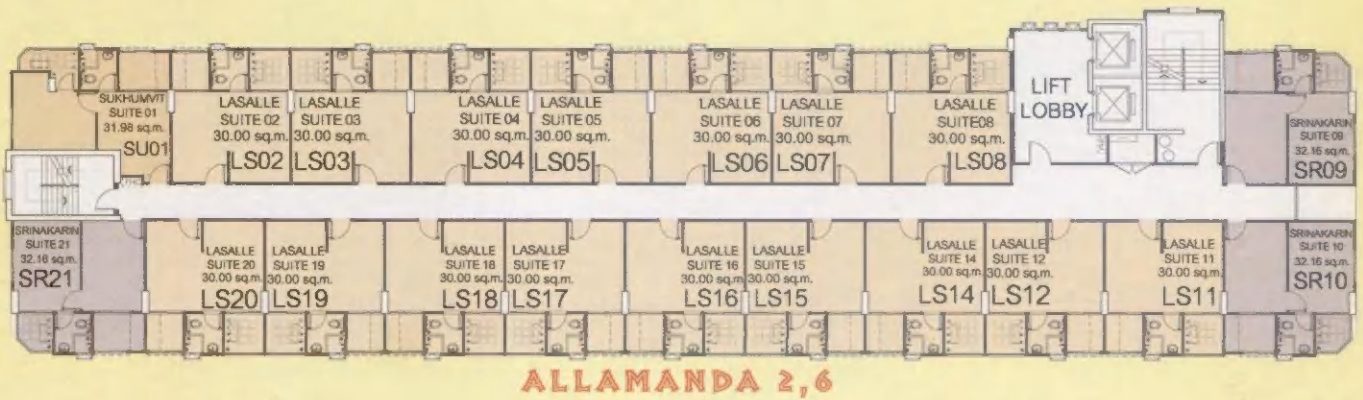 SUKHUMVIT
SUITE 01
31.98 sq.m.
SU01
LASALLE
SUITE 02
30.00 sq.m.
LS02
LASALLE
SUITE 03
30.00 sq.m.
LS03
LASALLE
SUITE 04
30.00 sq.m.
LS04
LASALLE
SUITE 05
30.00 sq.m.
LS05
LASALLE
SUITE 06
30.00 sq.m.
LS06
LASALLE
SUITE 07
30.00 sq.m.
LS07
LASALLE
SUITE08
30.00 sq.m.
LS08
LIFT
LOBBY
SRINAKARIN
SUITE 09
32.16 sq.m.
SR09
SRINAKARIN
SUITE 21
32.16 sq.m.
SR21
LASALLE
SUITE 20
30.00 sq.m.
LS20
LASALLE
SUITE 19
30.00 sq.m.
LS19
LASALLE
SUITE 18
30.00 sq.m.
LS18
LASALLE
SUITE 17
30.00 sq.m.
LS17
LASALLE
SUITE 16
30.00 sq.m.
LS16
LASALLE
SUITE 15
30.00 sq.m.
LS15
LASALLE
SUITE 14
30.00 sq.m.
LS14
LASALLE
SUITE 12
30.00 sq.m.
LS12
LASALLE
SUITE 11
30.00 sq.m.
LS11
SRINAKARIN
SUITE 10
32.16 sq.m.
SR10
ALLAMANDA 2,6